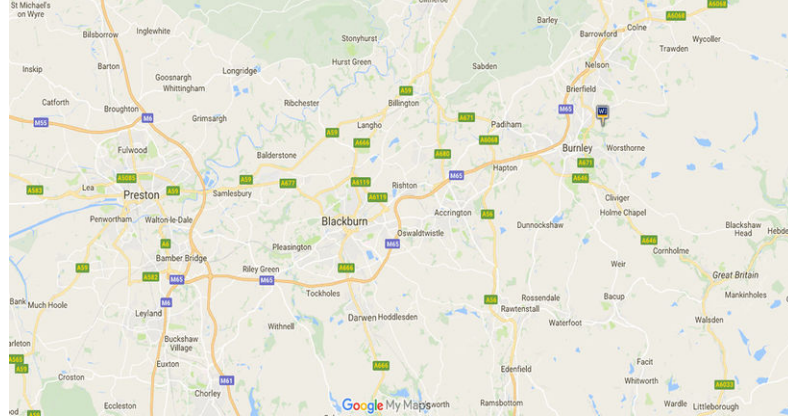 St Michael's
on Wyre
Bilsborrow
Inglewhite
Barley
A6068
A6068
Colne
Barrowford
Wycoller
Trawden
Stonyhurst
Inskip
Barton
Longridge
Hurst Green
Sabden
Nelson
Goosnargh
Whittingham
Brierfield
Catforth
Broughton
Ribchester
A59
Billington
M65
WJ
M55
M6
Grimsargh
Langho
A59
A671
Padiham
Fulwood
A666
A6068
Burnley
Worsthorne
Balderstone
A680
A671
Hapton
A5085
A583
Lea
Preston
A59
Samlesbury
A59
A677
A6119
Rishton
M65
A646
A6119
Cliviger
Penwortham
Walton-le-Dale
Blackburn
Accrington
A56
Holme Chapel
Dunnockshaw
Blackshaw
Head
Oswaldtwistle
A6
Pleasington
M65
A646
Cornholme
Bamber Bridge
A59
A582
M65
Riley Green
M65
A666
Weir
Great Britain
Bank
Much Hoole
M6
Tockholes
A56
Rossendale
Bacup
Mankinholes
Leyland
Rawtenstall
Withnell
Darwen
Hoddlesden
Waterfoot
Walsden
Buckshaw
Village
A565
A59
Euxton
A666
Edenfield
Facit
Croston
M61
Whitworth
A6033
Chorley
Eccleston
Google My Maps
Ramsbottom
Wardle
Littleborough